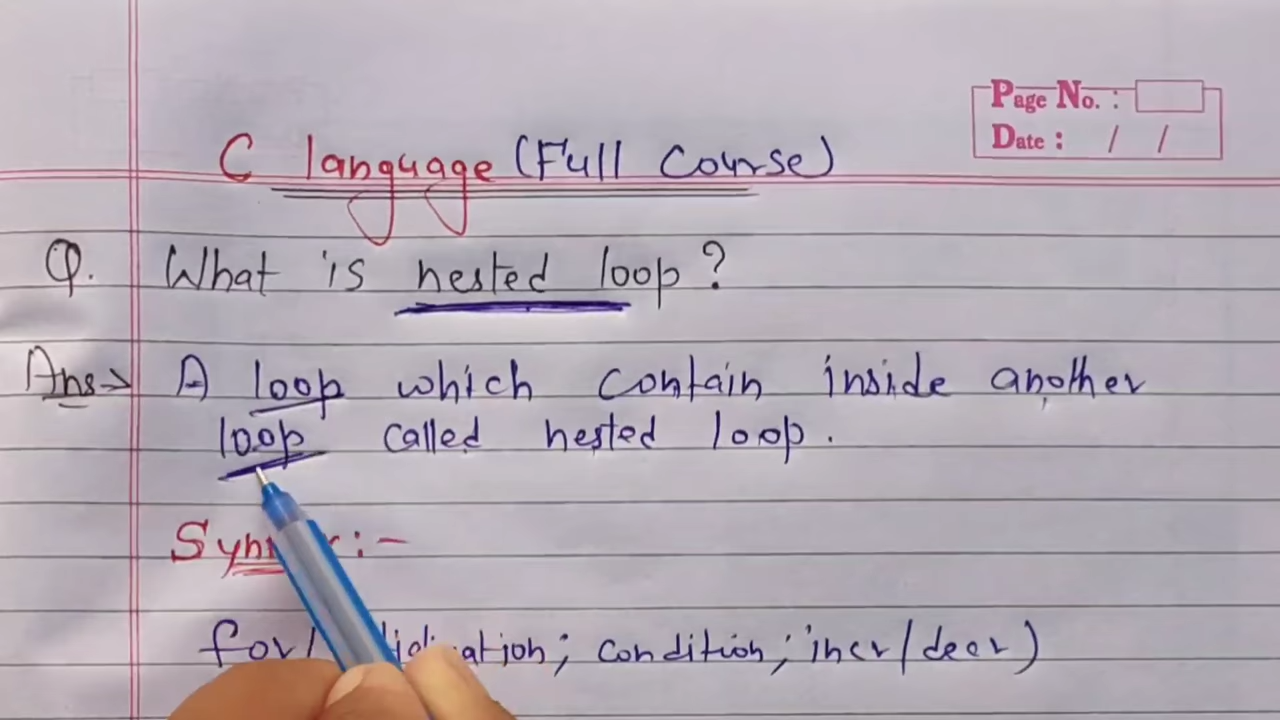 Page No. :
Date : / /
C language (Full Course)
Q. What is nested loop ?
Ans-> A loop which contain inside another
loop called nested loop .
:-
condition; incr/decr)